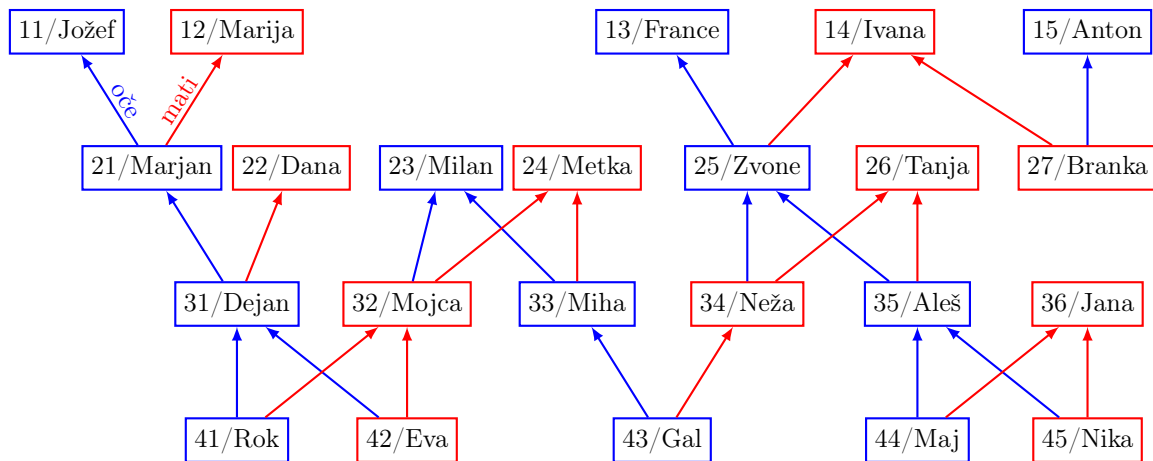 11/Jožef 12/Marija 13/France 14/Ivana 15/Anton
oče mati
21/Marjan 22/Dana 23/Milan 24/Metka 25/Zvone 26/Tanja 27/Branka
31/Dejan 32/Mojca 33/Miha 34/Neža 35/Aleš 36/Jana
41/Rok 42/Eva 43/Gal 44/Maj 45/Nika